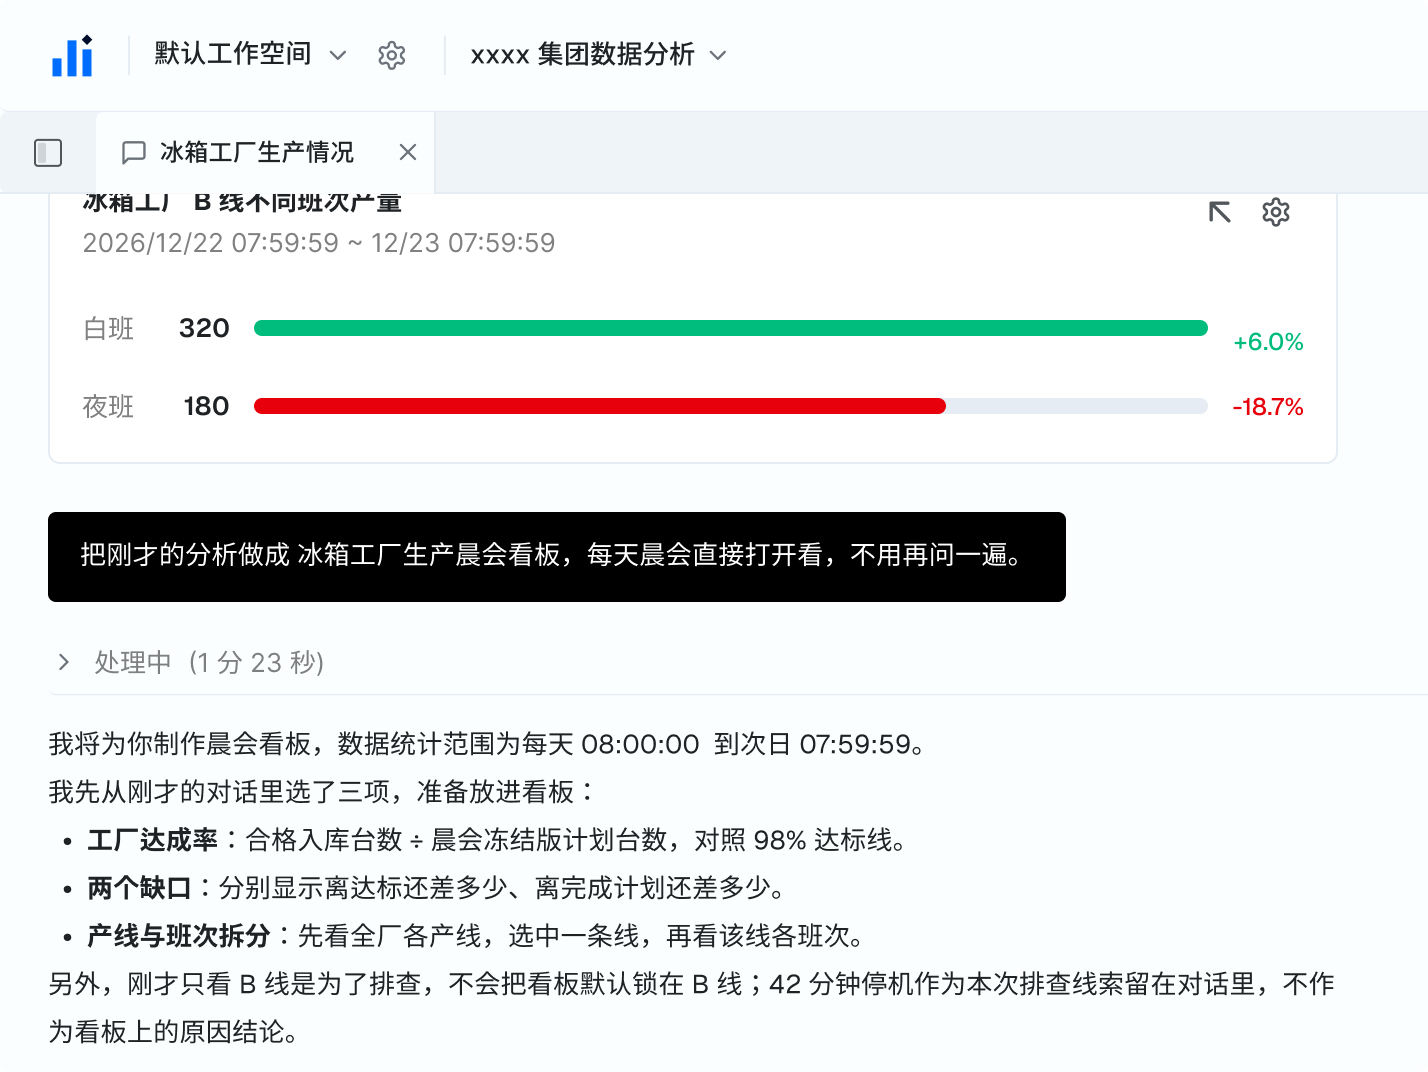 默认工作空间
xxxx 集团数据分析
冰箱工厂生产情况
冰箱工厂 B 线不同班次产量
2026/12/22 07:59:59 ~ 12/23 07:59:59
白班 320 +6.0%
夜班 180 -18.7%
把刚才的分析做成 冰箱工厂生产晨会看板，每天晨会直接打开看，不用再问一遍。
处理中（1 分 23 秒）
我将为你制作晨会看板，数据统计范围为每天 08:00:00 到次日 07:59:59。
我先从刚才的对话里选了三项，准备放进看板：
• 工厂达成率：合格入库台数 ÷ 晨会冻结版计划台数，对照 98% 达标线。
• 两个缺口：分别显示离达标还差多少、离完成计划还差多少。
• 产线与班次拆分：先看全厂各产线，选中一条线，再看该线各班次。
另外，刚才只看 B 线是为了排查，不会把看板默认锁在 B 线；42 分钟停机作为本次排查线索留在对话里，不作
为看板上的原因结论。